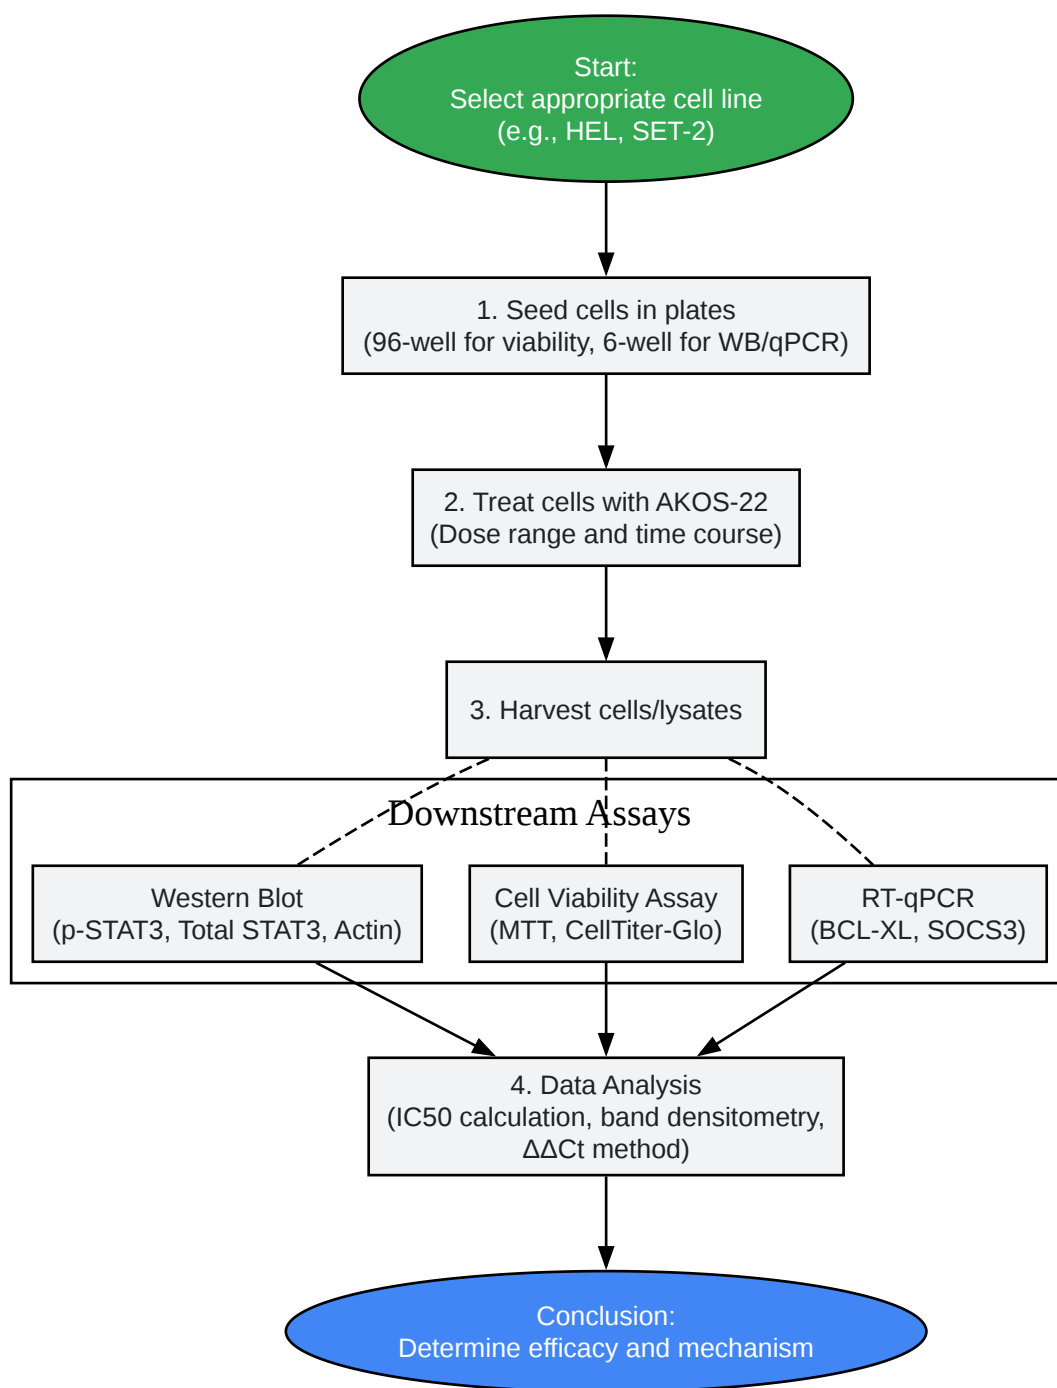 Start:
Select appropriate cell line
(e.g., HEL, SET-2)
1. Seed cells in plates
(96-well for viability, 6-well for WB/qPCR)
2. Treat cells with AKOS-22
(Dose range and time course)
3. Harvest cells/lysates
Downstream Assays
Western Blot
(p-STAT3, Total STAT3, Actin)
Cell Viability Assay
(MTT, CellTiter-Glo)
RT-qPCR
(BCL-XL, SOCS3)
4. Data Analysis
(IC50 calculation, band densitometry,
ΔΔCt method)
Conclusion:
Determine efficacy and mechanism